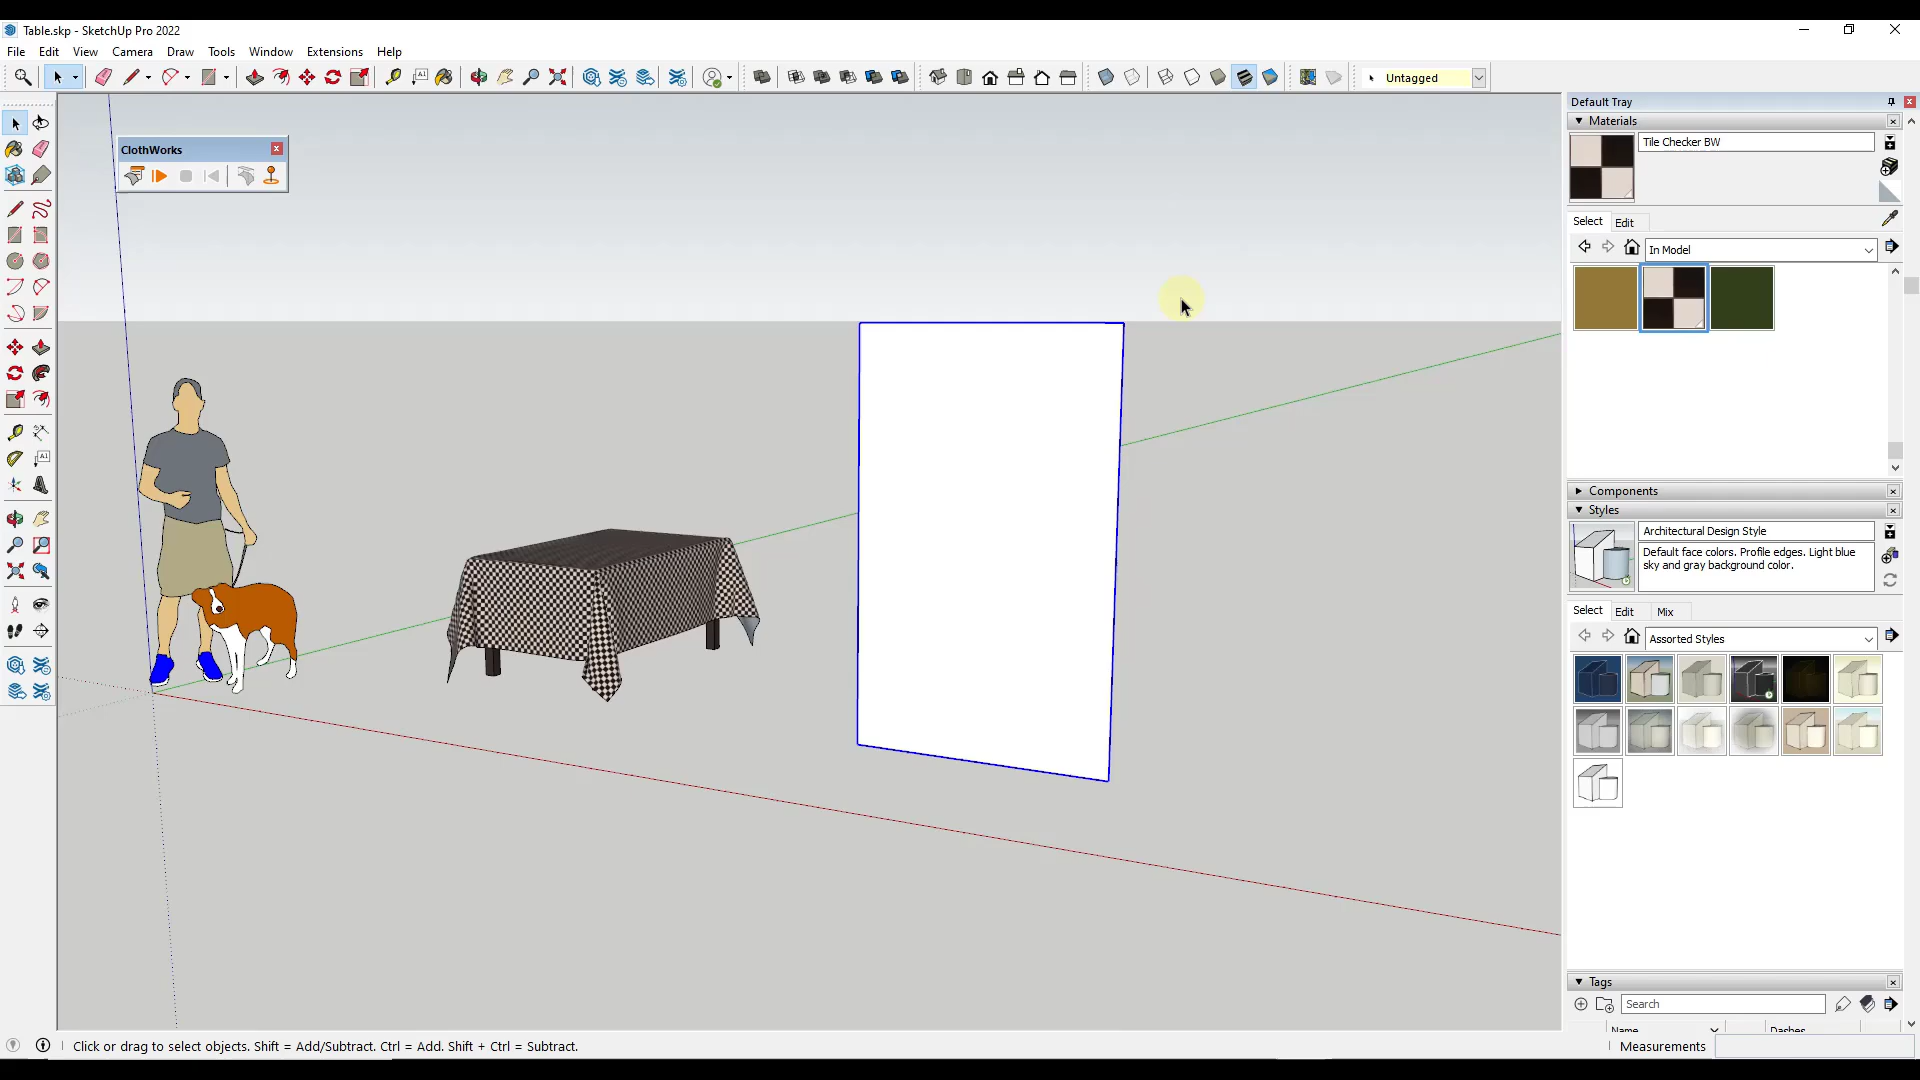 Table.skp - SketchUp Pro 2022
File Edit View Camera Draw Tools Window Extensions Help
Untagged
Default Tray
Materials
Tile Checker BW
Select Edit
In Model
ClothWorks
Components
Styles
Architectural Design Style
Default face colors. Profile edges. Light blue
sky and gray background color.
Select Edit Mix
Assorted Styles
Tags
Search
Name Dashes
Click or drag to select objects. Shift = Add/Subtract. Ctrl = Add. Shift + Ctrl = Subtract.
Measurements